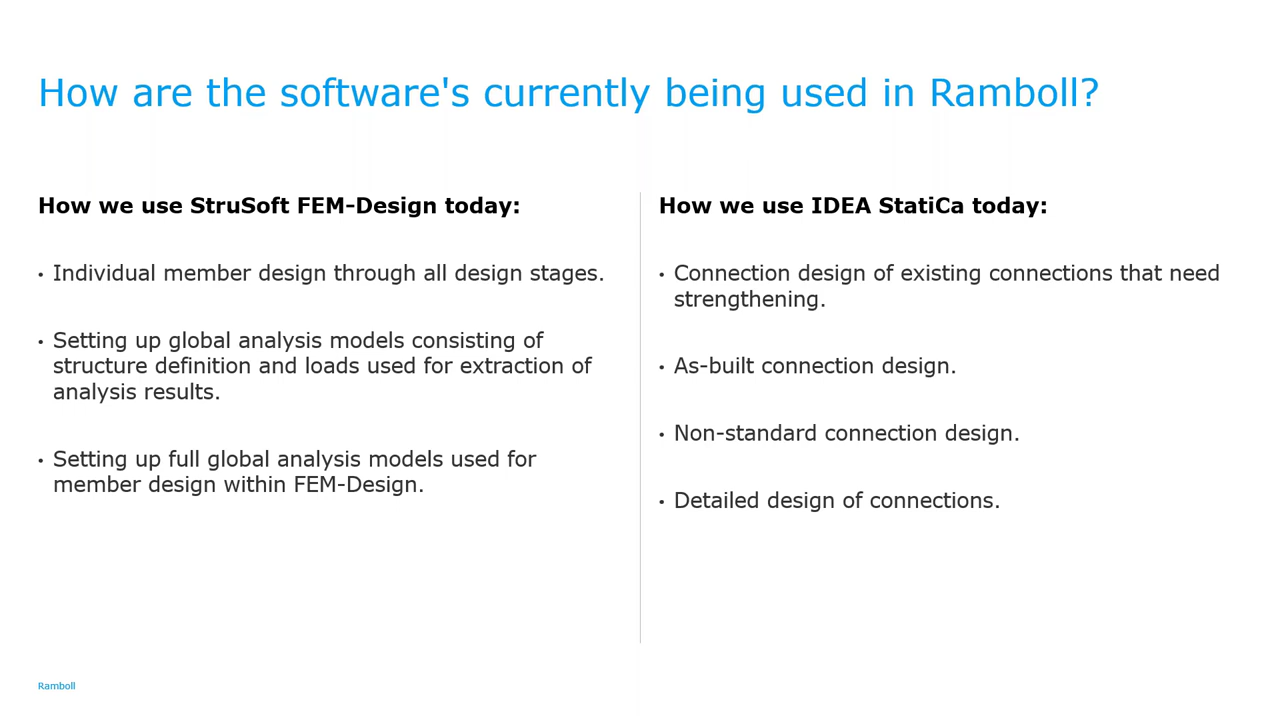 How are the software's currently being used in Ramboll?
How we use StruSoft FEM-Design today:
• Individual member design through all design stages.
• Setting up global analysis models consisting of
structure definition and loads used for extraction of
analysis results.
• Setting up full global analysis models used for
member design within FEM-Design.
How we use IDEA StatiCa today:
• Connection design of existing connections that need
strengthening.
• As-built connection design.
• Non-standard connection design.
• Detailed design of connections.
Ramboll